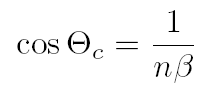 cos Θ_c = 1/(nβ)